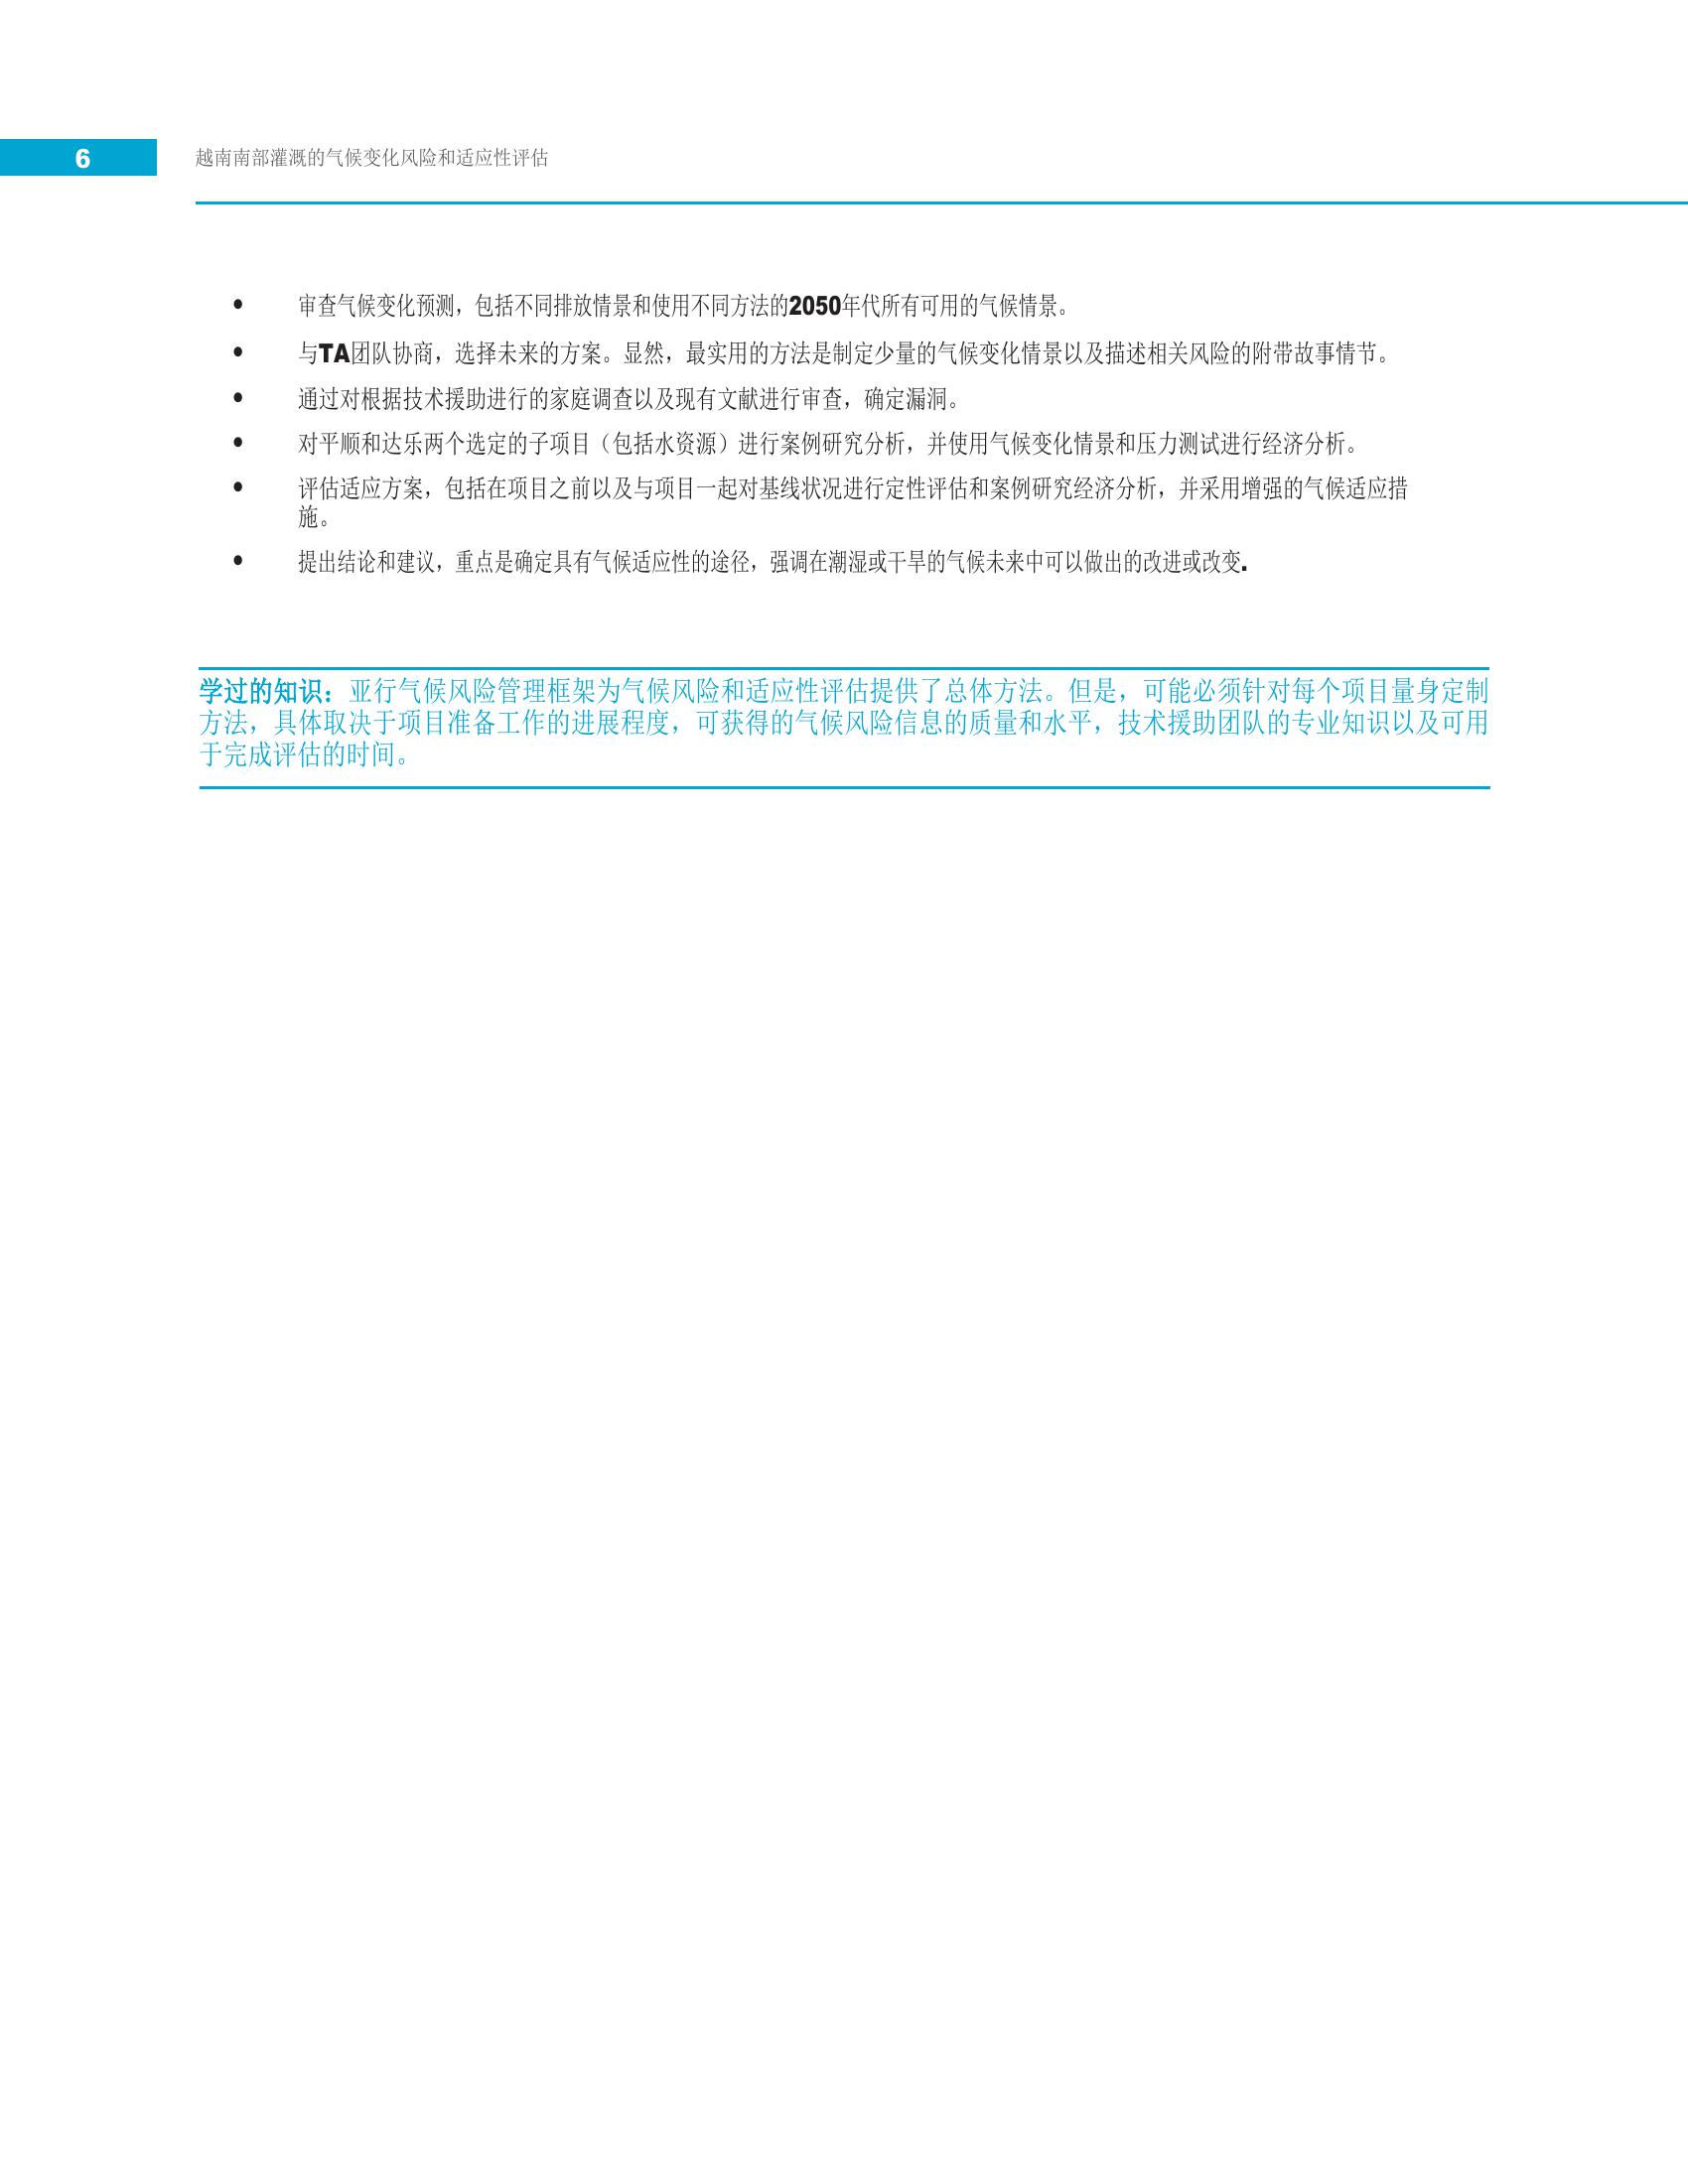 6
越南南部灌溉的气候变化风险和适应性评估
• 审查气候变化预测，包括不同排放情景和使用不同方法的2050年代所有可用的气候情景。
• 与TA团队协商，选择未来的方案。显然，最实用的方法是制定少量的气候变化情景以及描述相关风险的附带故事情节。
• 通过对根据技术援助进行的家庭调查以及现有文献进行审查，确定漏洞。
• 对平顺和达乐两个选定的子项目（包括水资源）进行案例研究分析，并使用气候变化情景和压力测试进行经济分析。
• 评估适应方案，包括在项目之前以及与项目一起对基线状况进行定性评估和案例研究经济分析，并采用增强的气候适应措
施。
• 提出结论和建议，重点是确定具有气候适应性的途径，强调在潮湿或干旱的气候未来中可以做出的改进或改变.
学过的知识：亚行气候风险管理框架为气候风险和适应性评估提供了总体方法。但是，可能必须针对每个项目量身定制
方法，具体取决于项目准备工作的进展程度，可获得的气候风险信息的质量和水平，技术援助团队的专业知识以及可用
于完成评估的时间。